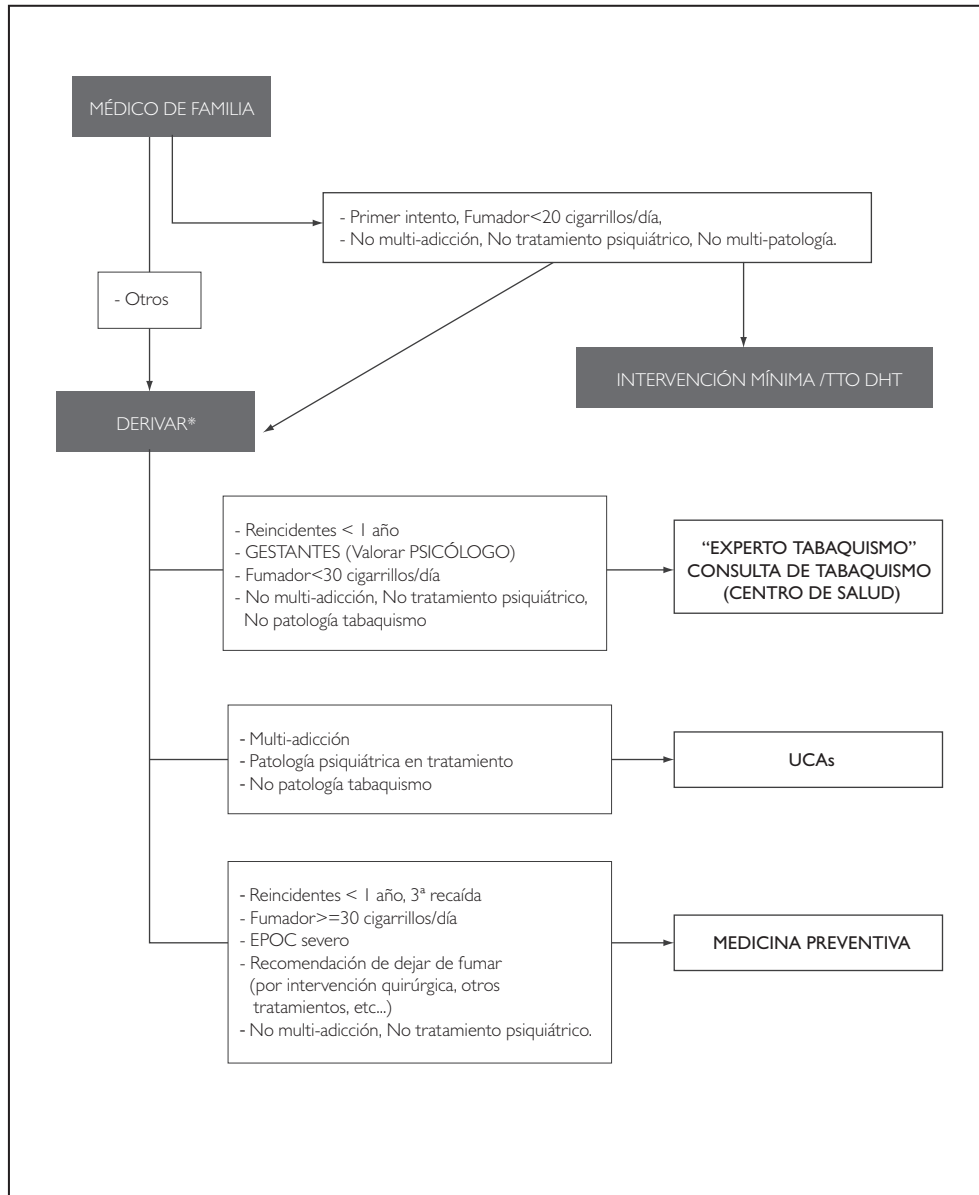 MÉDICO DE FAMILIA
- Primer intento, Fumador<20 cigarrillos/día,
- No multi-adicción, No tratamiento psiquiátrico, No multi-patología.
- Otros
INTERVENCIÓN MÍNIMA /TTO DHT
DERIVAR*
- Reincidentes < 1 año
- GESTANTES (Valorar PSICÓLOGO)
- Fumador<30 cigarrillos/día
- No multi-adicción, No tratamiento psiquiátrico,
No patología tabaquismo
“EXPERTO TABAQUISMO”
CONSULTA DE TABAQUISMO
(CENTRO DE SALUD)
- Multi-adicción
- Patología psiquiátrica en tratamiento
- No patología tabaquismo
UCAs
- Reincidentes < 1 año, 3ª recaída
- Fumador>=30 cigarrillos/día
- EPOC severo
- Recomendación de dejar de fumar
(por intervención quirúrgica, otros
tratamientos, etc...)
- No multi-adicción, No tratamiento psiquiátrico.
MEDICINA PREVENTIVA